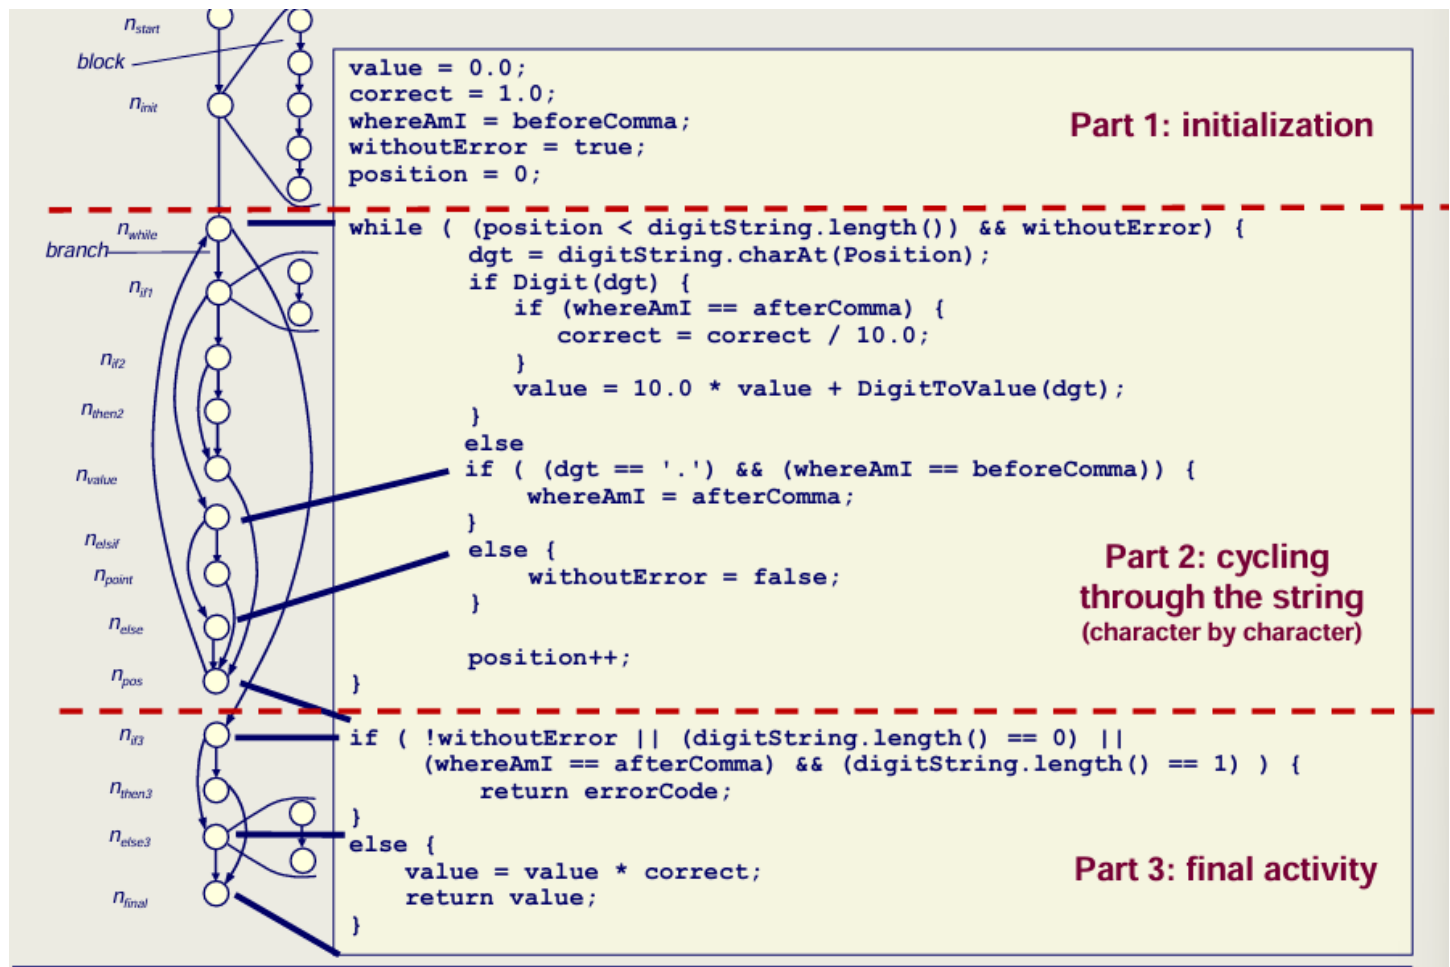 n_start
block
n_init
value = 0.0;
correct = 1.0;
whereAmI = beforeComma;
withoutError = true;
position = 0;
Part 1: initialization
n_while
branch
n_if1
n_if2
n_then2
n_value
n_elsif
n_point
n_else
n_pos
while ( (position < digitString.length()) && withoutError) {
dgt = digitString.charAt(Position);
if Digit(dgt) {
if (whereAmI == afterComma) {
correct = correct / 10.0;
}
value = 10.0 * value + DigitToValue(dgt);
}
else
if ( (dgt == '.') && (whereAmI == beforeComma)) {
whereAmI = afterComma;
}
else {
withoutError = false;
}
position++;
}
Part 2: cycling
through the string
(character by character)
n_if3
n_then3
n_else3
n_final
if ( !withoutError || (digitString.length() == 0) ||
(whereAmI == afterComma) && (digitString.length() == 1) ) {
return errorCode;
}
else {
value = value * correct;
return value;
}
Part 3: final activity